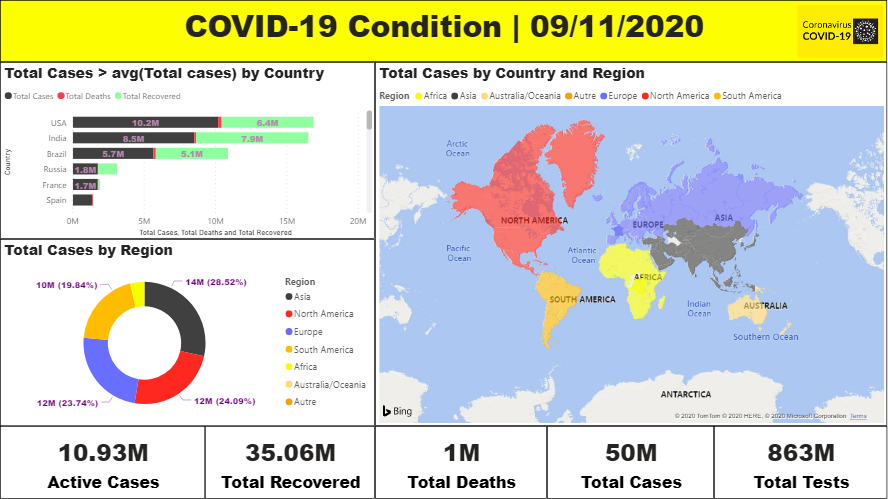 COVID-19 Condition | 09/11/2020
Coronavirus
COVID-19
Total Cases > avg(Total cases) by Country
Total Cases Total Deaths Total Recovered
Country
USA 10.2M 6.4M
India 8.5M 7.9M
Brazil 5.7M 5.1M
Russia 1.8M
France 1.7M
Spain
0M 5M 10M 15M 20M
Total Cases, Total Deaths and Total Recovered
Total Cases by Region
10M (19.84%)
14M (28.52%)
12M (23.74%)
12M (24.09%)
Region
Asia
North America
Europe
South America
Africa
Australia/Oceania
Autre
Total Cases by Country and Region
Region Africa Asia Australia/Oceania Autre Europe North America South America
Arctic
Ocean
NORTH AMERICA
EUROPE
ASIA
Pacific
Ocean
Atlantic
Ocean
AFRICA
SOUTH AMERICA
Indian
Ocean
AUSTRALIA
Southern Ocean
ANTARCTICA
Bing
© 2020 TomTom © 2020 HERE, © 2020 Microsoft Corporation Terms
10.93M
Active Cases
35.06M
Total Recovered
1M
Total Deaths
50M
Total Cases
863M
Total Tests